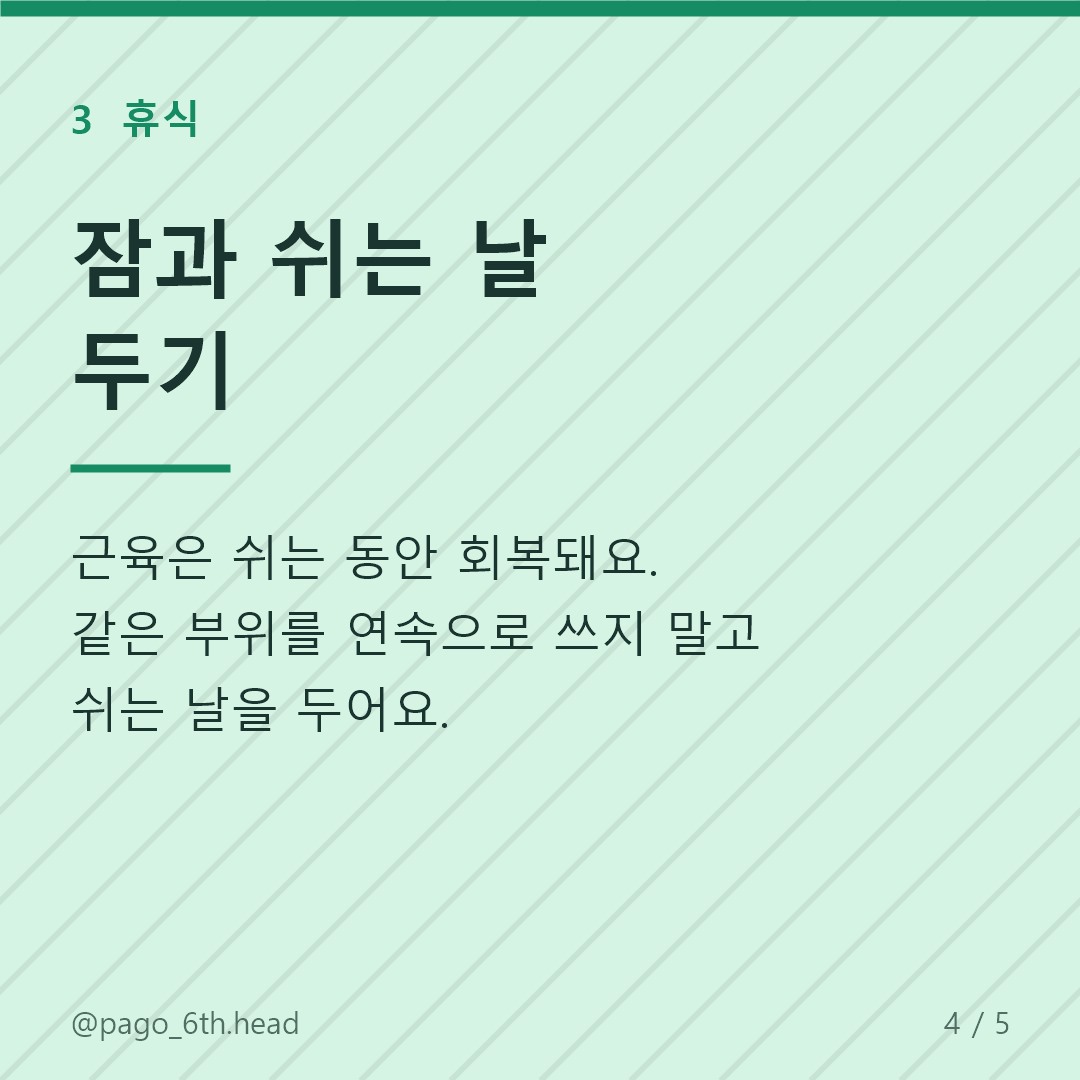 3 휴식
잠과 쉬는 날
두기
근육은 쉬는 동안 회복돼요.
같은 부위를 연속으로 쓰지 말고
쉬는 날을 두어요.
@pago_6th.head
4 / 5